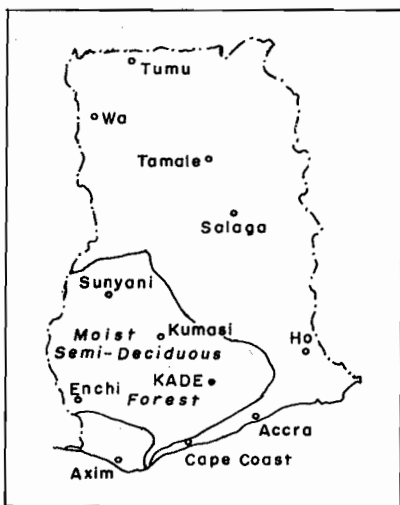 Tumu
Wa
Tamale
Salaga
Sunyani
Moist
Semi-Deciduous
Kumasi
Ho
Enchi
KADE
Forest
Accra
Cape Coast
Axim